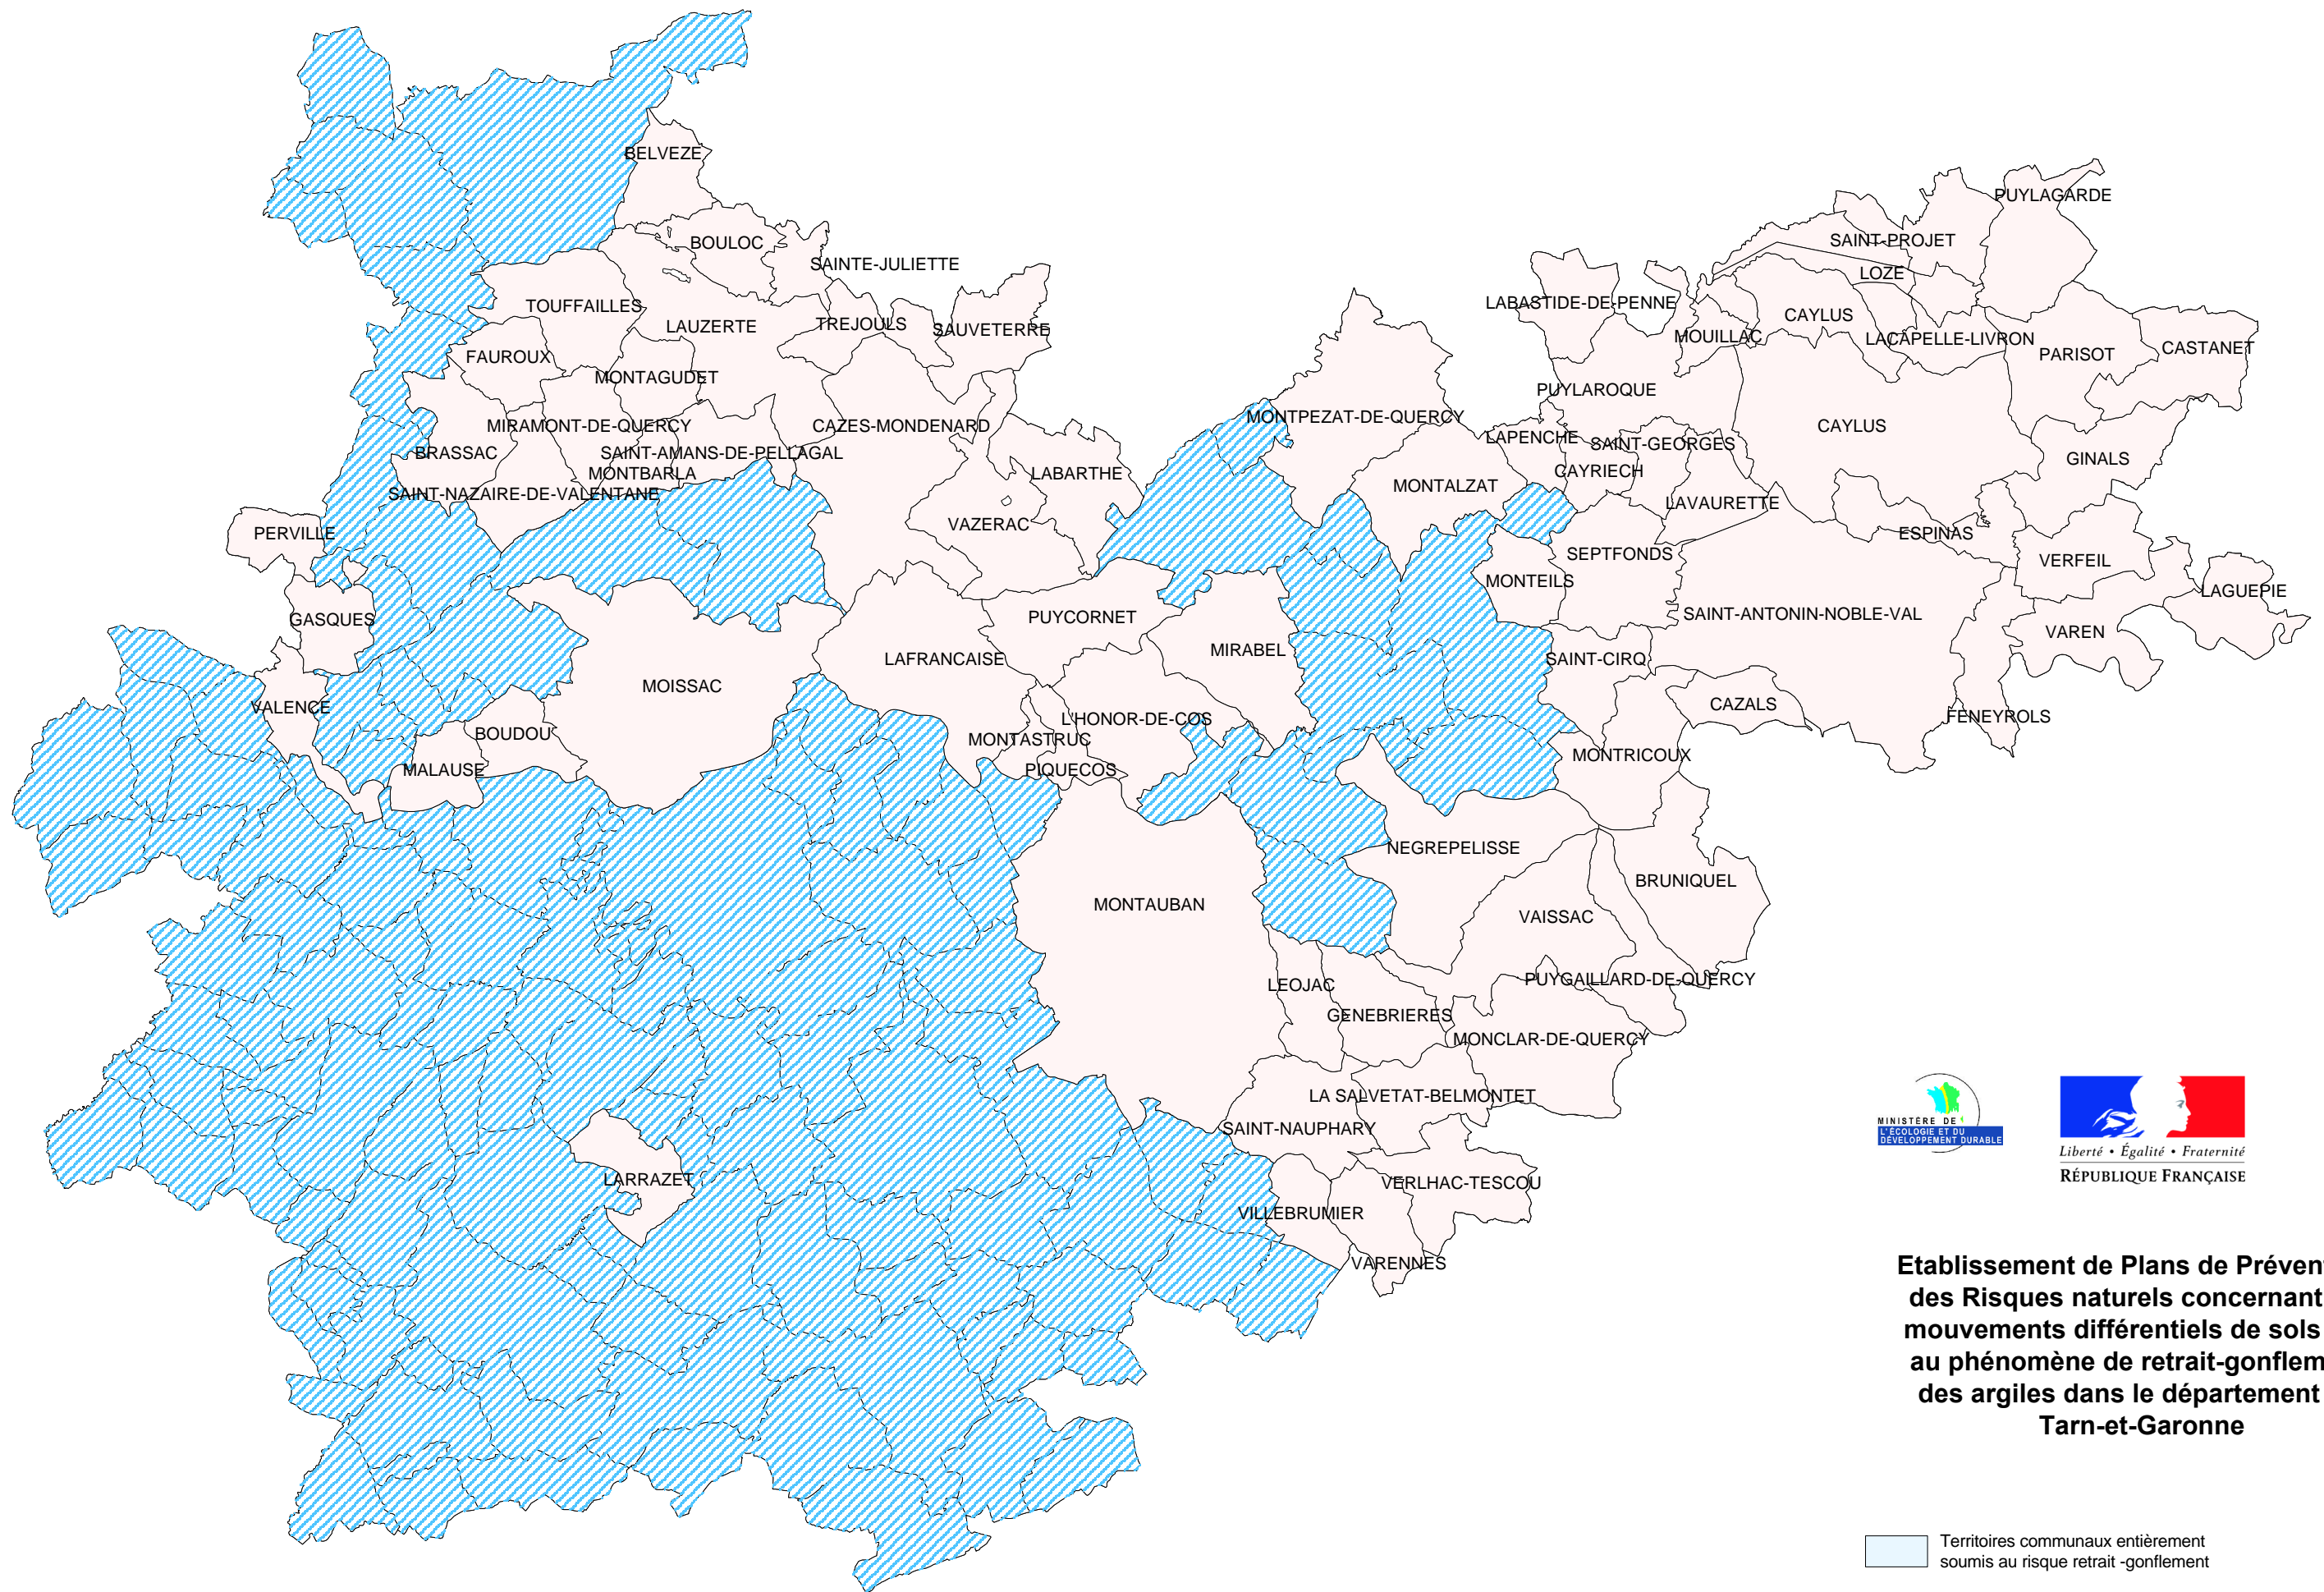 BELVEZE
PUYLAGARDE
BOULOC
SAINT-PROJET
SAINTE-JULIETTE
LOZE
TOUFFAILLES
LABASTIDE-DE-PENNE
CAYLUS
LAUZERTE
TREJOULS
SAUVETERRE
MOUILLAC
LACAPELLE-LIVRON
PARISOT
CASTANET
FAUROUX
MONTAGUDET
PUYLAROQUE
MONTPEZAT-DE-QUERCY
MIRAMONT-DE-QUERCY
CAZES-MONDENARD
CAYLUS
LAPENCHE
SAINT-GEORGES
BRASSAC
SAINT-AMANS-DE-PELLAGAL
GINALS
MONTBARLA
LABARTHE
CAYRIECH
SAINT-NAZAIRE-DE-VALENTANE
MONTALZAT
LAVAURETTE
VAZERAC
PERVILLE
ESPINAS
SEPTFONDS
VERFEIL
MONTEILS
LAGUEPIE
GASQUES
PUYCORNET
SAINT-ANTONIN-NOBLE-VAL
VAREN
MIRABEL
LAFRANCAISE
SAINT-CIRQ
MOISSAC
VALENCE
CAZALS
L'HONOR-DE-COS
FENEYROLS
BOUDOU
MONTASTRUC
MONTRICOUX
MALAUSE
PIQUECOS
NEGREPELISSE
BRUNIQUEL
MONTAUBAN
VAISSAC
PUYGAILLARD-DE-QUERCY
LEOJAC
GENEBRIERES
MONCLAR-DE-QUERCY
LA SALVETAT-BELMONTET
SAINT-NAUPHARY
LARRAZET
VERLHAC-TESCOU
VILLEBRUMIER
VARENNES
MINISTÈRE DE
L'ÉCOLOGIE ET DU
DÉVELOPPEMENT DURABLE
Liberté • Égalité • Fraternité
RÉPUBLIQUE FRANÇAISE
Etablissement de Plans de Préven
des Risques naturels concernant
mouvements différentiels de sols
au phénomène de retrait-gonflem
des argiles dans le département
Tarn-et-Garonne
Territoires communaux entièrement
soumis au risque retrait -gonflement